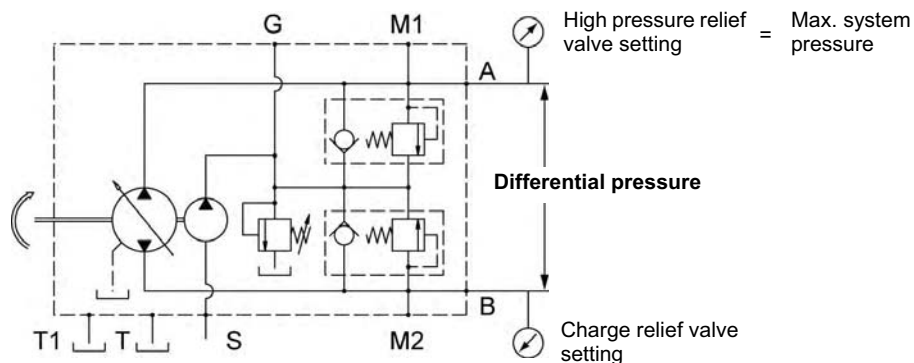 G
M1
High pressure relief
valve setting
=
Max. system
pressure
A
Differential pressure
B
T1
T
S
M2
Charge relief valve
setting